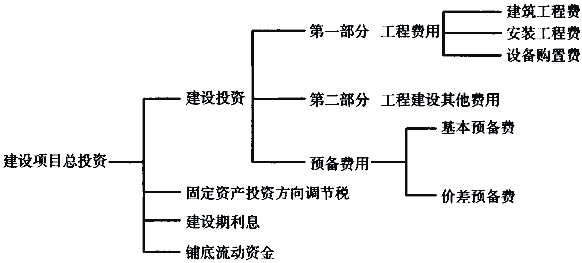 建设项目总投资
建设投资
第一部分 工程费用
建筑工程费
安装工程费
设备购置费
第二部分 工程建设其他费用
预备费用
基本预备费
价差预备费
固定资产投资方向调节税
建设期利息
铺底流动资金